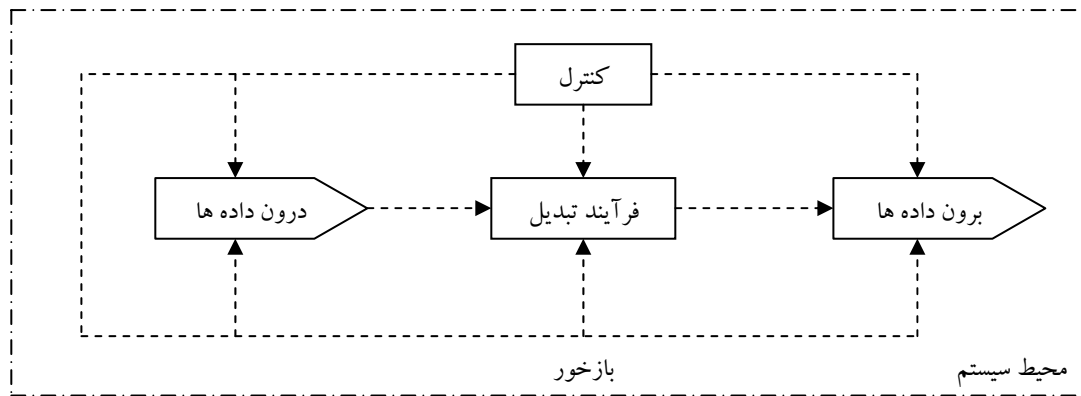 کنترل
درون داده ها
فرآیند تبدیل
برون داده ها
بازخور
محیط سیستم